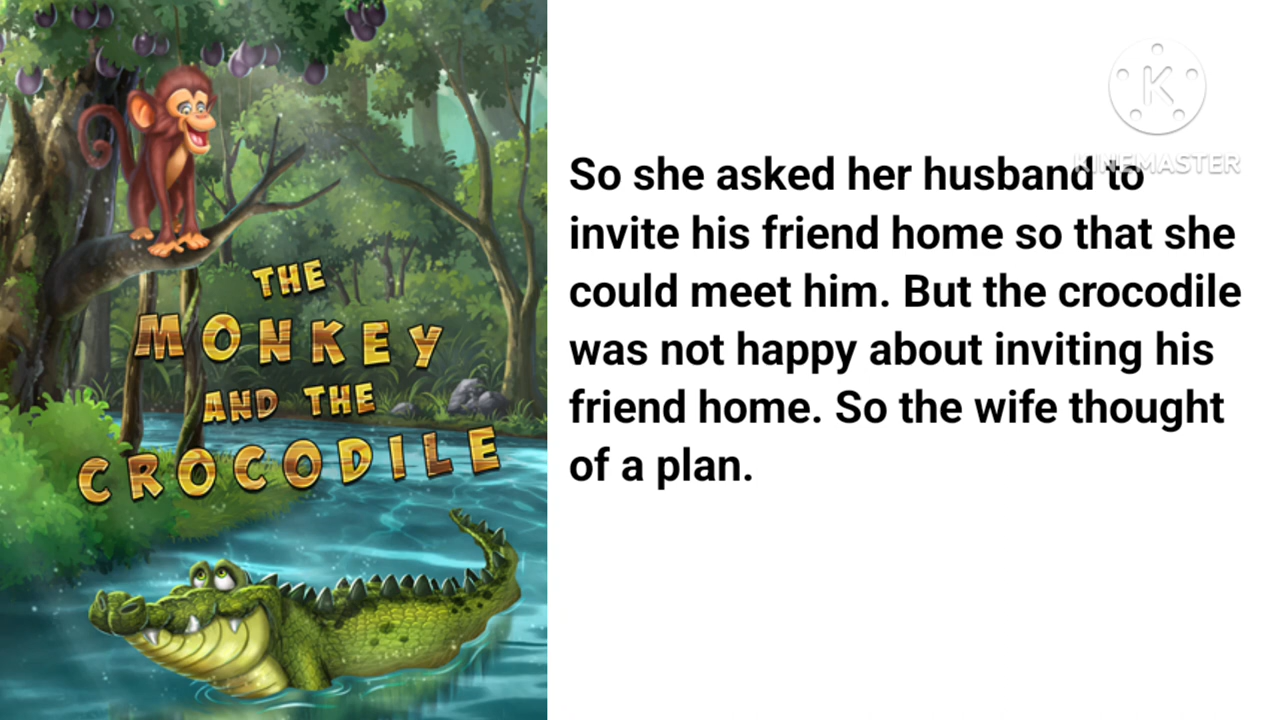 THE
MONKEY
AND THE
CROCODILE
K
KINEMASTER
So she asked her husband to
invite his friend home so that she
could meet him. But the crocodile
was not happy about inviting his
friend home. So the wife thought
of a plan.